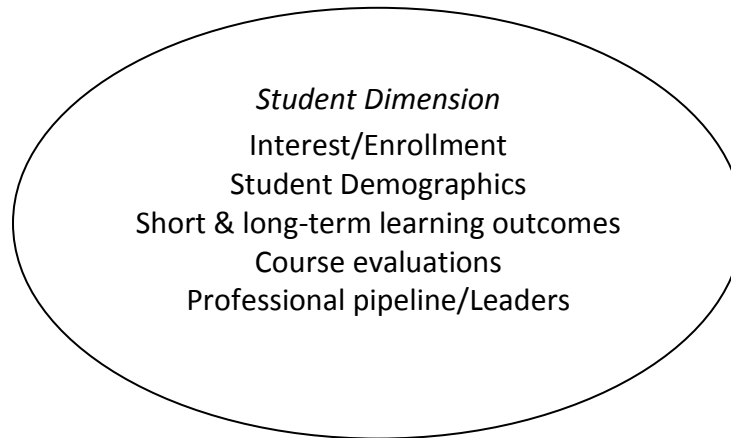 Student Dimension
Interest/Enrollment
Student Demographics
Short & long-term learning outcomes
Course evaluations
Professional pipeline/Leaders